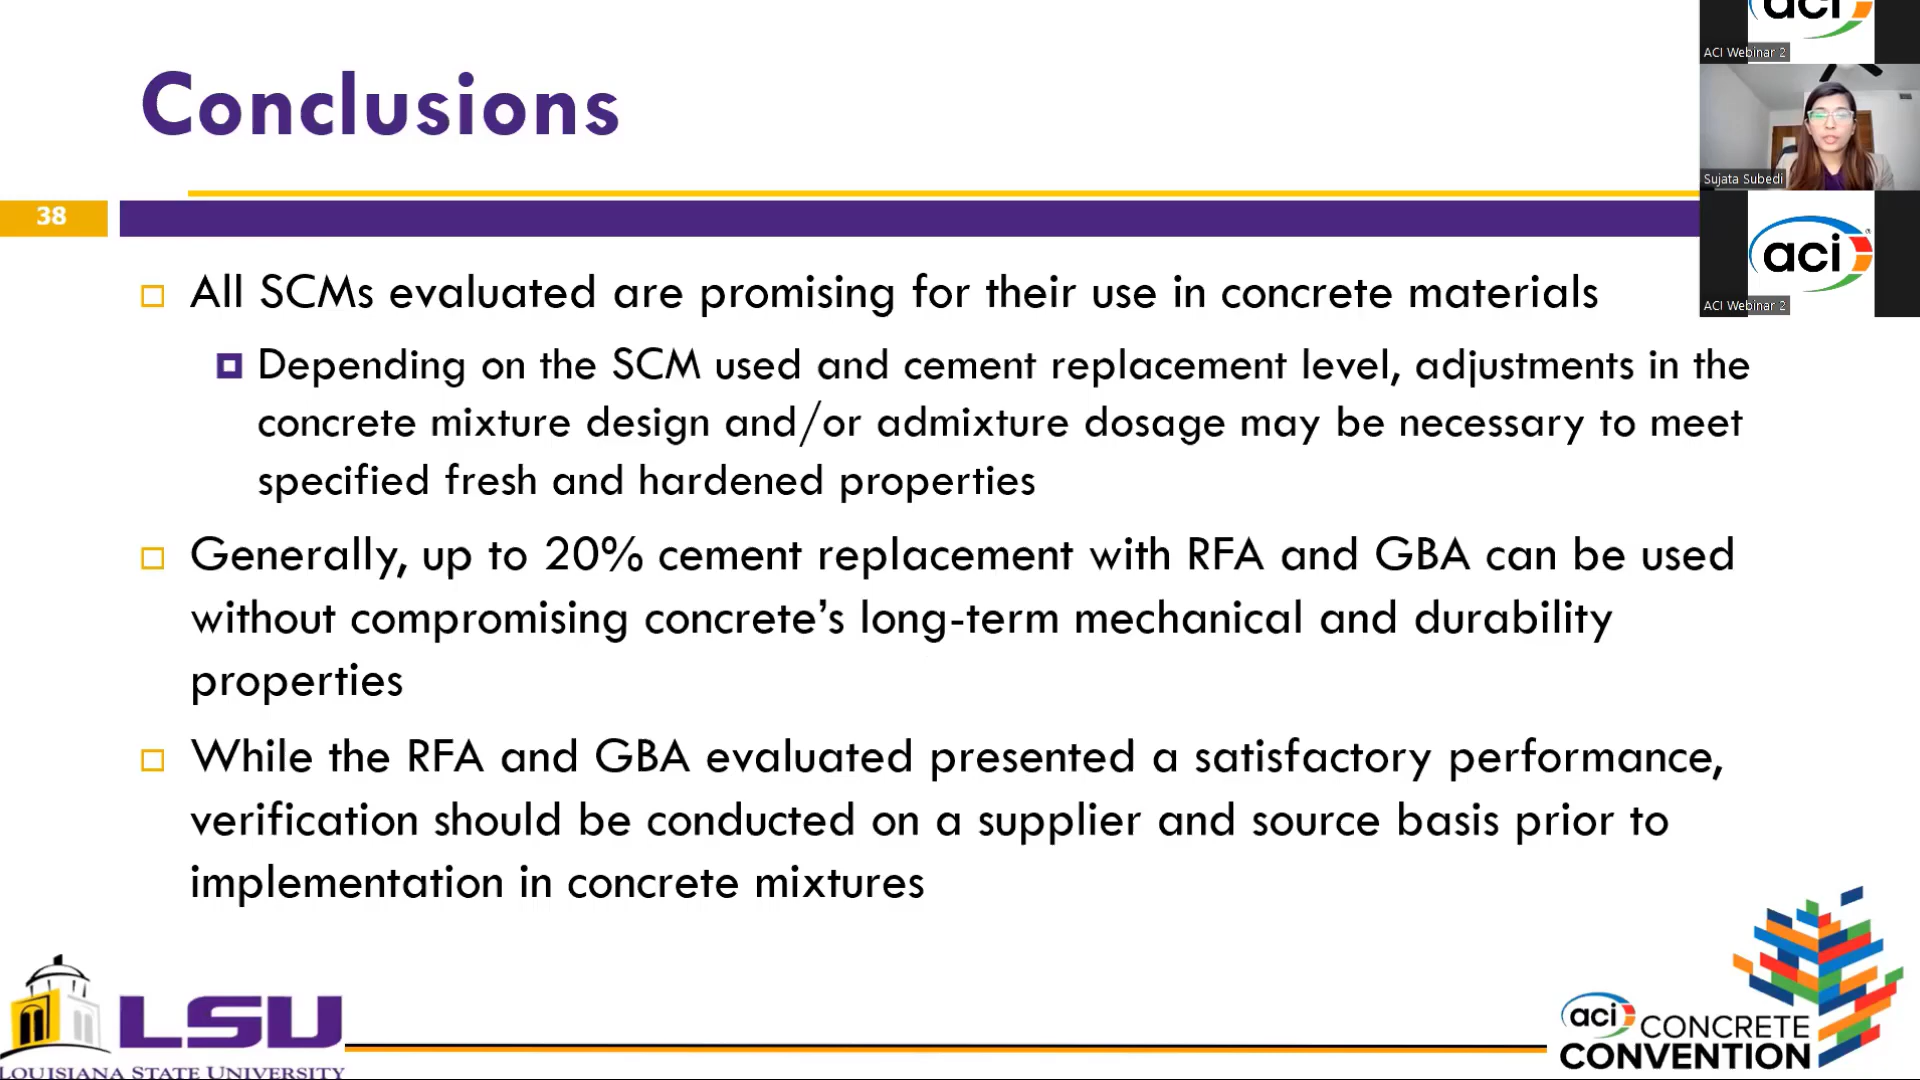 Conclusions
38
All SCMs evaluated are promising for their use in concrete materials
Depending on the SCM used and cement replacement level, adjustments in the
concrete mixture design and/or admixture dosage may be necessary to meet
specified fresh and hardened properties
Generally, up to 20% cement replacement with RFA and GBA can be used
without compromising concrete’s long-term mechanical and durability
properties
While the RFA and GBA evaluated presented a satisfactory performance,
verification should be conducted on a supplier and source basis prior to
implementation in concrete mixtures
aci
ACI Webinar 2
Sujata Subedi
aci
ACI Webinar 2
LSU
LOUISIANA STATE UNIVERSITY
aci CONCRETE
CONVENTION